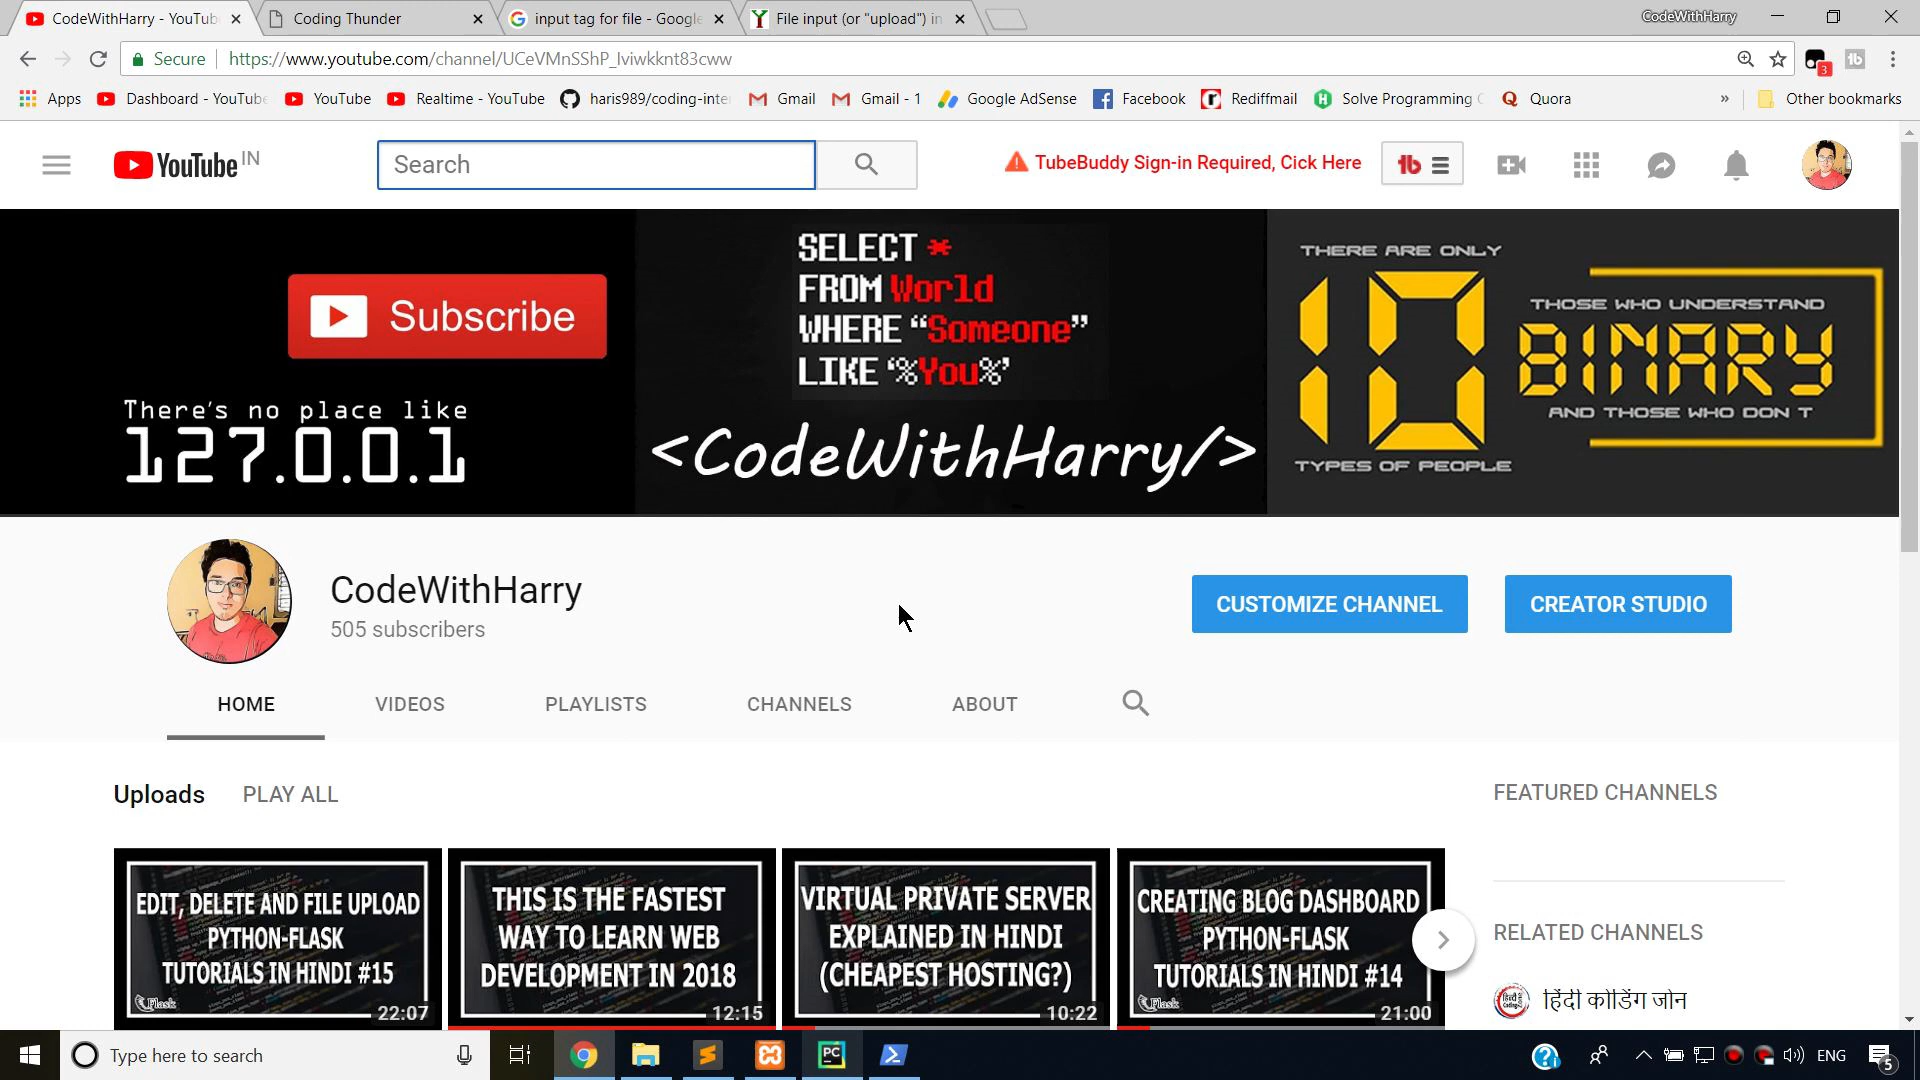 CodeWithHarry - YouTub
Coding Thunder
input tag for file - Google
File input (or "upload") in
CodeWithHarry
Secure
https://www.youtube.com/channel/UCeVMnSShP_Iviwkknt83cww
3
Apps
Dashboard - YouTube
YouTube
Realtime - YouTube
haris989/coding-inte
Gmail
Gmail - 1
Google AdSense
Facebook
Rediffmail
Solve Programming
Quora
»
Other bookmarks
YouTube IN
Search
TubeBuddy Sign-in Required, Cick Here
tb
Subscribe
There's no place like
127.0.0.1
SELECT *
FROM World
WHERE “Someone”
LIKE ‘%You%’
<CodeWithHarry/>
THERE ARE ONLY
10
TYPES OF PEOPLE
THOSE WHO UNDERSTAND
BINARY
AND THOSE WHO DON T
CodeWithHarry
505 subscribers
CUSTOMIZE CHANNEL
CREATOR STUDIO
HOME
VIDEOS
PLAYLISTS
CHANNELS
ABOUT
Uploads
PLAY ALL
FEATURED CHANNELS
EDIT, DELETE AND FILE UPLOAD
PYTHON-FLASK
TUTORIALS IN HINDI #15
Flask
22:07
THIS IS THE FASTEST
WAY TO LEARN WEB
DEVELOPMENT IN 2018
12:15
VIRTUAL PRIVATE SERVER
EXPLAINED IN HINDI
(CHEAPEST HOSTING?)
10:22
CREATING BLOG DASHBOARD
PYTHON-FLASK
TUTORIALS IN HINDI #14
Flask
21:00
RELATED CHANNELS
हिंदी कोडिंग जोन
Type here to search
PC
ENG
5